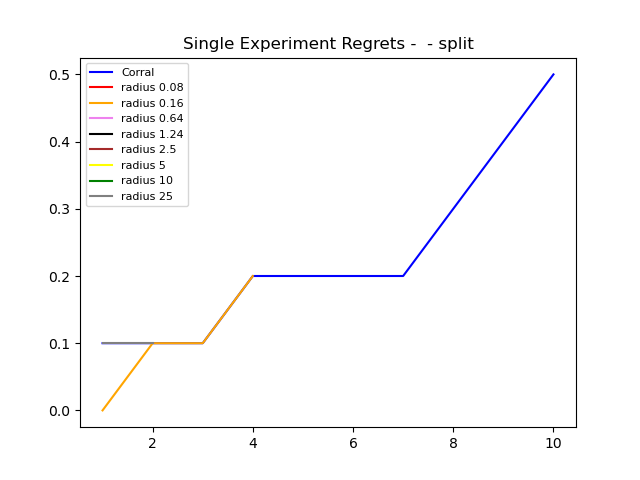 Single Experiment Regrets -  - split
Corral
radius 0.08
radius 0.16
radius 0.64
radius 1.24
radius 2.5
radius 5
radius 10
radius 25
0.5
0.4
0.3
0.2
0.1
0.0
2 4 6 8 10